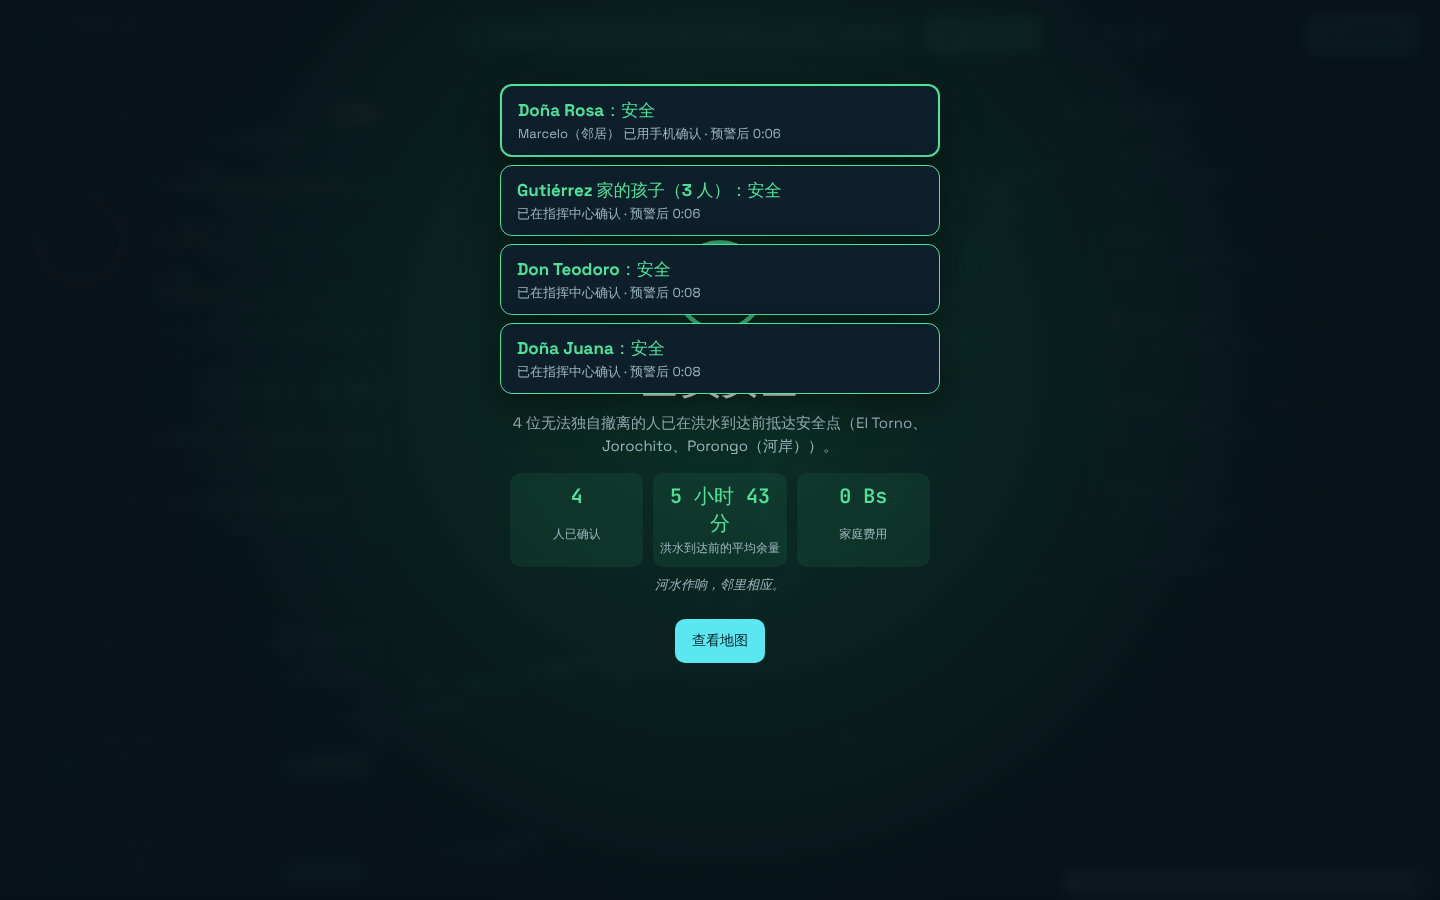 Doña Rosa：安全
Marcelo（邻居） 已用手机确认 · 预警后 0:06
Gutiérrez 家的孩子（3 人）：安全
已在指挥中心确认 · 预警后 0:06
Don Teodoro：安全
已在指挥中心确认 · 预警后 0:08
Doña Juana：安全
已在指挥中心确认 · 预警后 0:08
4 位无法独自撤离的人已在洪水到达前抵达安全点（El Torno、
Jorochito、Porongo（河岸））。
4
人已确认
5 小时 43
分
洪水到达前的平均余量
0 Bs
家庭费用
河水作响，邻里相应。
查看地图